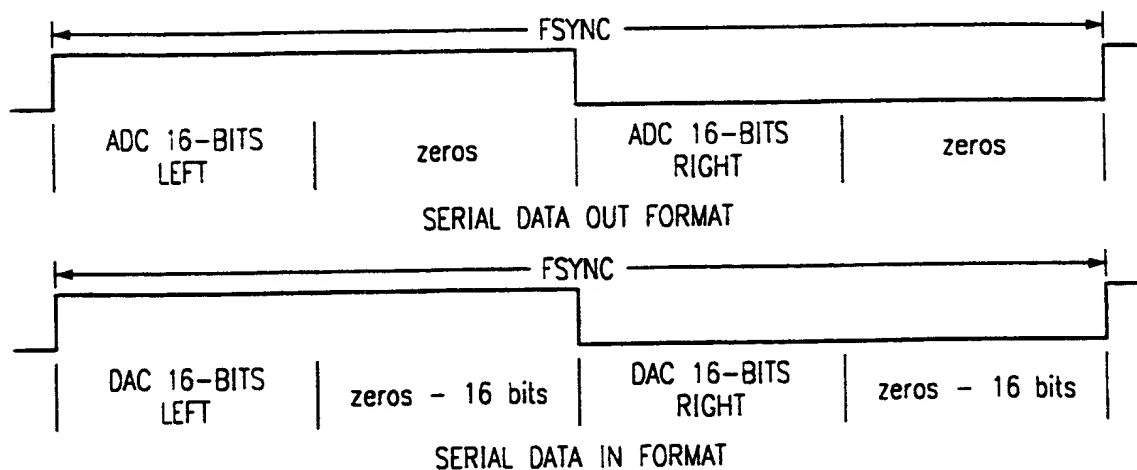 FSYNC
ADC 16-BITS LEFT
zeros
ADC 16-BITS RIGHT
zeros
SERIAL DATA OUT FORMAT
FSYNC
DAC 16-BITS LEFT
zeros - 16 bits
DAC 16-BITS RIGHT
zeros - 16 bits
SERIAL DATA IN FORMAT